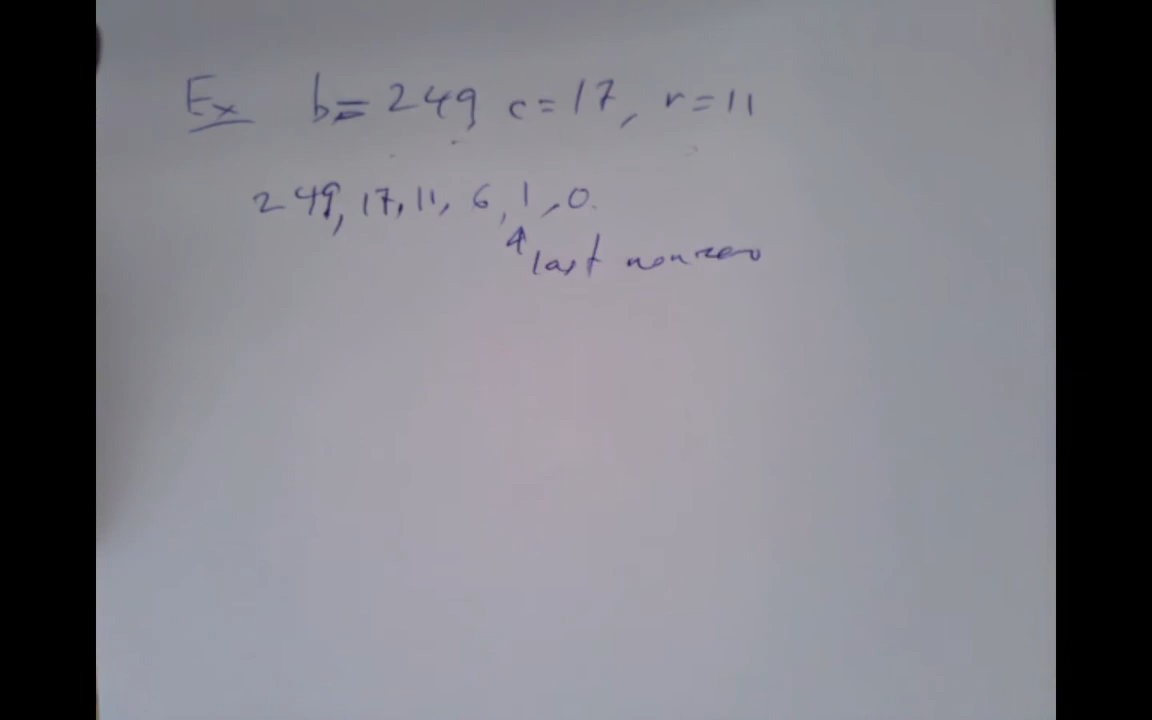 Ex b = 249 c = 17, r = 11
249, 17, 11, 6, 1, 0.
last nonzero